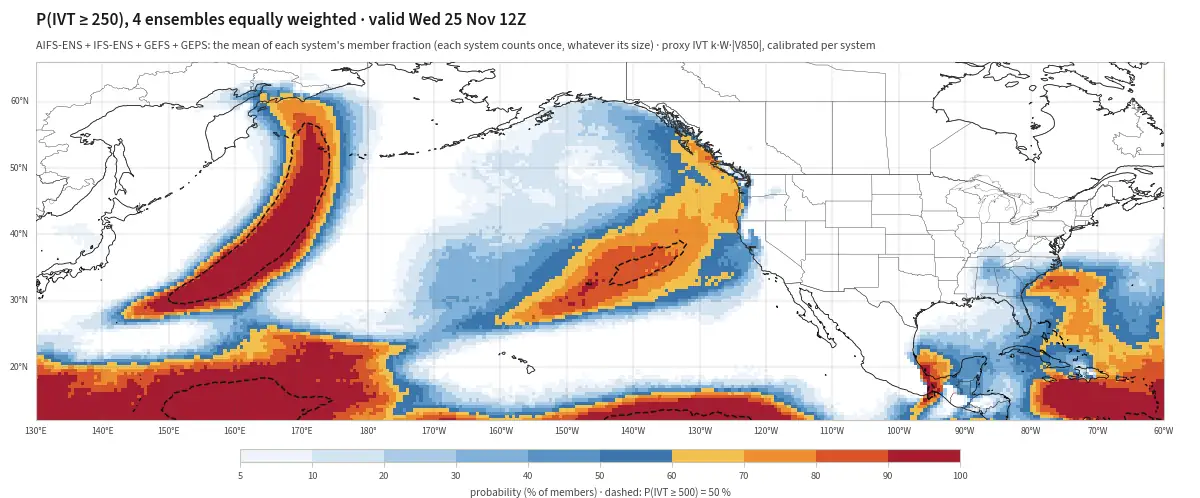 P(IVT ≥ 250), 4 ensembles equally weighted · valid Wed 25 Nov 12Z
AIFS-ENS + IFS-ENS + GEFS + GEPS: the mean of each system's member fraction (each system counts once, whatever its size) · proxy IVT k·W·|V850|, calibrated per system
60°N
50°N
40°N
30°N
20°N
130°E 140°E 150°E 160°E 180° 170°W 160°W 150°W 140°W 130°W 120°W 110°W 100°W 90°W 80°W 70°W 60°W
5 10 20 30 40 50 60 70 80 90 100
probability (% of members) · dashed: P(IVT ≥ 500) = 50 %